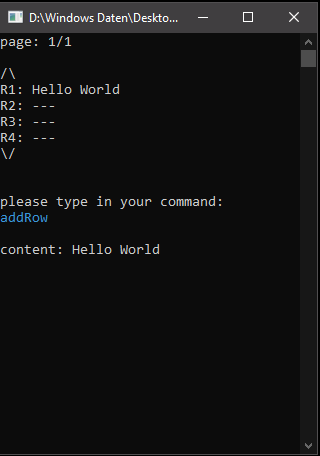 D:\Windows Daten\Deskto...
page: 1/1
/\
R1: Hello World
R2: ---
R3: ---
R4: ---
\/
please type in your command:
addRow
content: Hello World